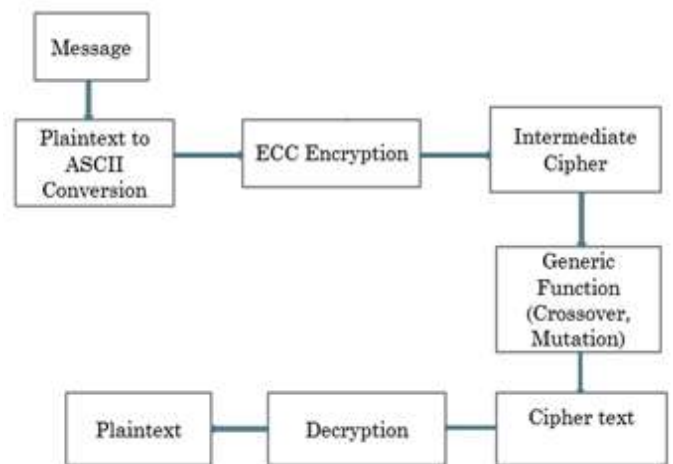 Message
Plaintext to
ASCII
Conversion
ECC Encryption
Intermediate
Cipher
Generic
Function
(Crossover,
Mutation)
Cipher text
Decryption
Plaintext